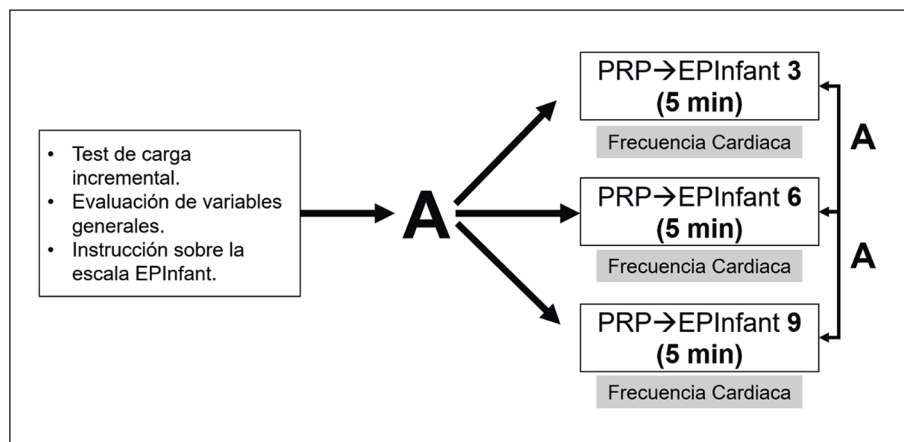 • Test de carga
incremental.
• Evaluación de variables
generales.
• Instrucción sobre la
escala EPInfant.
A
PRP→EPInfant 3
(5 min)
Frecuencia Cardiaca
A
PRP→EPInfant 6
(5 min)
Frecuencia Cardiaca
A
PRP→EPInfant 9
(5 min)
Frecuencia Cardiaca